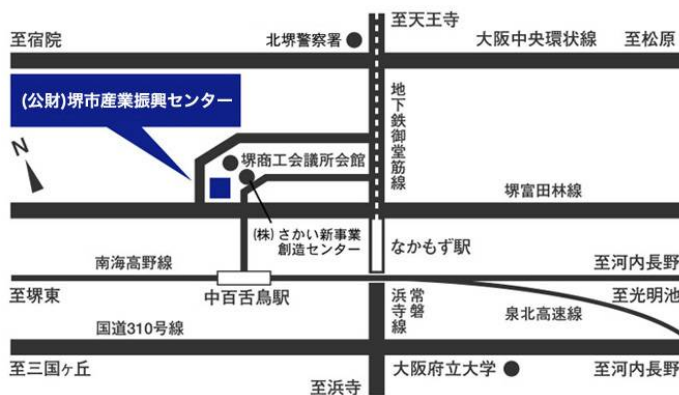 至天王寺
至宿院
北堺警察署
大阪中央環状線
至松原
(公財)堺市産業振興センター
地下鉄御堂筋線
N
堺商工会議所会館
堺富田林線
(株)さかい新事業
創造センター
なかもず駅
南海高野線
至河内長野
至堺東
中百舌鳥駅
常磐
浜寺線
至光明池
泉北高速線
国道310号線
至三国ヶ丘
大阪府立大学
至河内長野
至浜寺